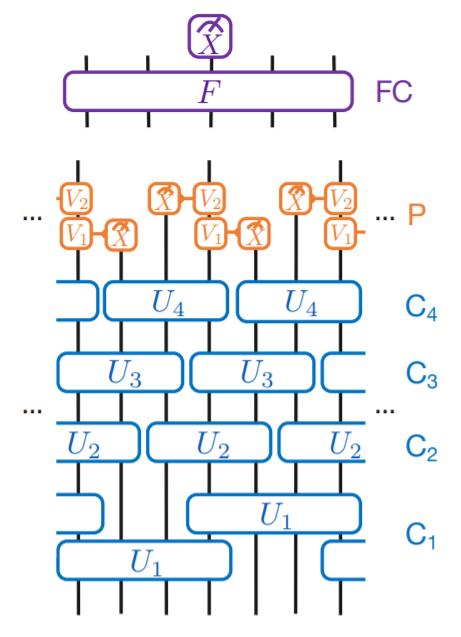 X
F FC
... V₂ X V₂ X V₂ ... P
V₁ X V₁ X V₁
U₄ U₄ C₄
U₃ U₃ C₃
... ...
U₂ U₂ U₂ C₂
U₁
C₁
U₁